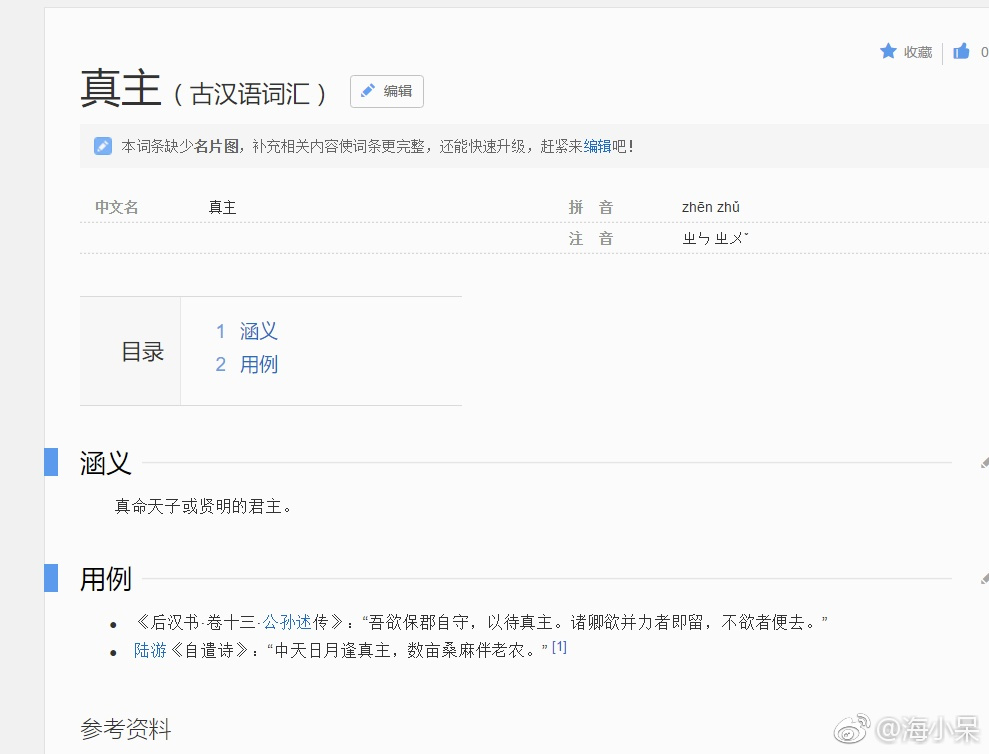 收藏 0
真主（古汉语词汇） 编辑
本词条缺少名片图，补充相关内容使词条更完整，还能快速升级，赶紧来编辑吧！
中文名 真主 拼 音 zhēn zhǔ
注 音 ㄓㄣ ㄓㄨˇ
目录
1 涵义
2 用例
涵义
真命天子或贤明的君主。
用例
《后汉书·卷十三·公孙述传》：“吾欲保郡自守，以待真主。诸卿欲并力者即留，不欲者便去。”
陆游《自遣诗》：“中天日月逢真主，数亩桑麻伴老农。” [1]
参考资料
@海小呆